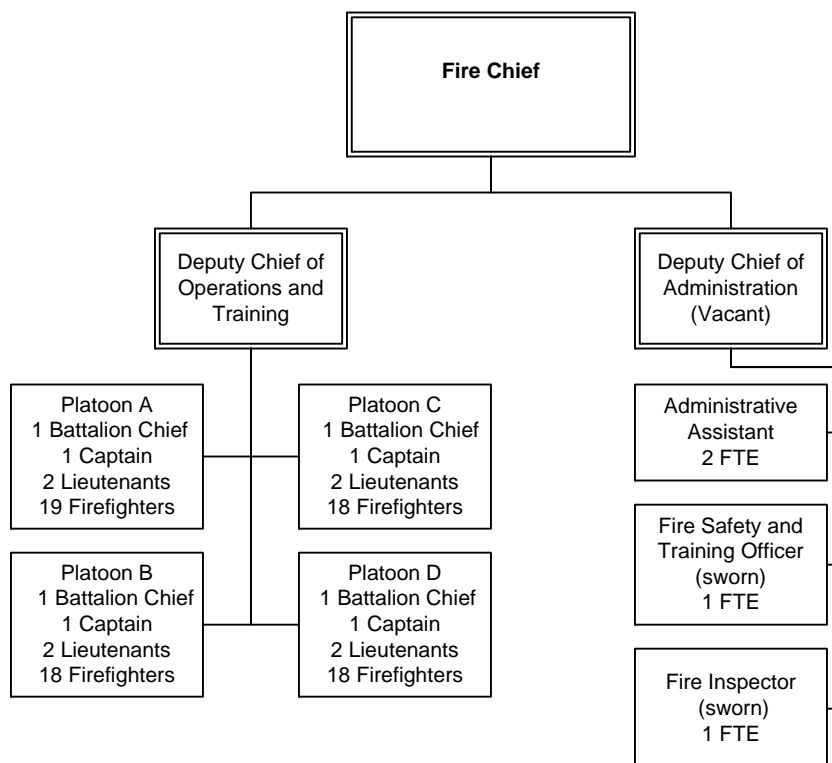 Fire Chief
Deputy Chief of
Operations and
Training
Deputy Chief of
Administration
(Vacant)
Platoon A
1 Battalion Chief
1 Captain
2 Lieutenants
19 Firefighters
Platoon C
1 Battalion Chief
1 Captain
2 Lieutenants
18 Firefighters
Administrative
Assistant
2 FTE
Platoon B
1 Battalion Chief
1 Captain
2 Lieutenants
18 Firefighters
Platoon D
1 Battalion Chief
1 Captain
2 Lieutenants
18 Firefighters
Fire Safety and
Training Officer
(sworn)
1 FTE
Fire Inspector
(sworn)
1 FTE